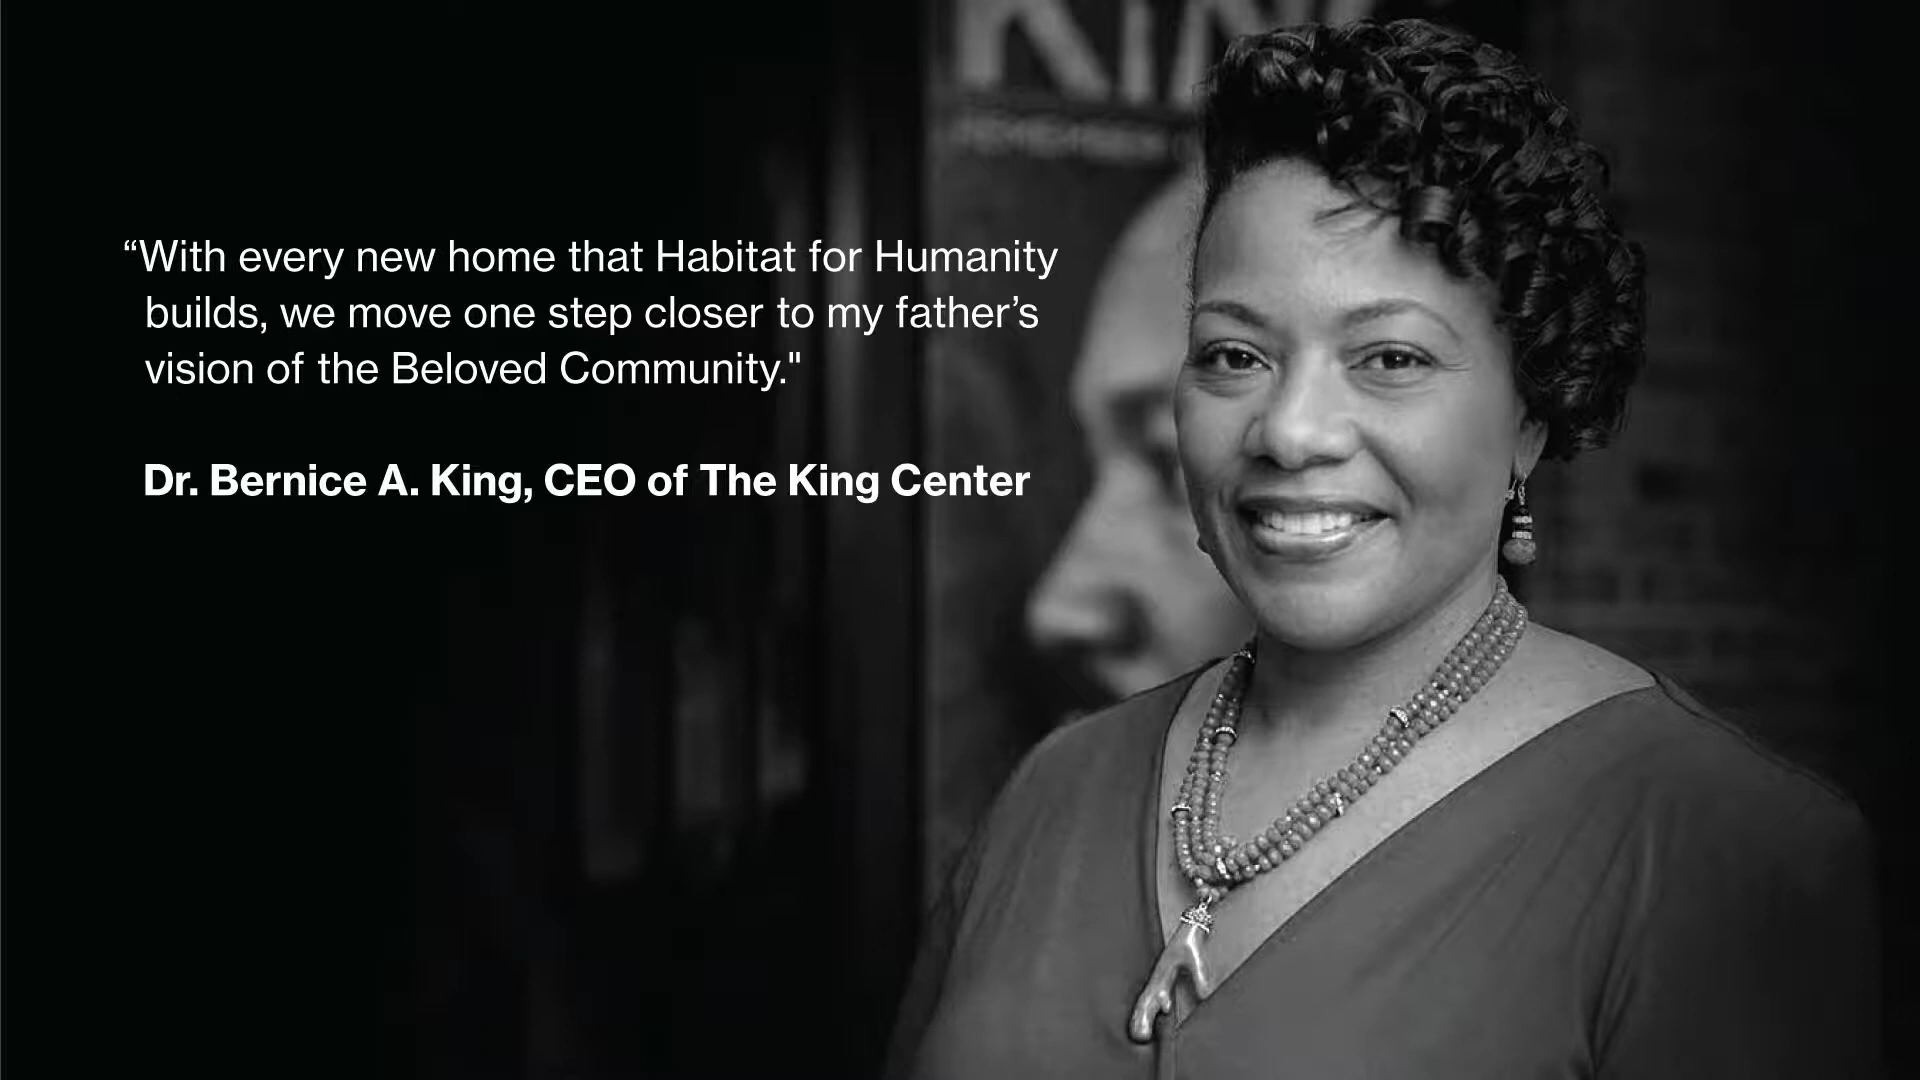 “With every new home that Habitat for Humanity
builds, we move one step closer to my father’s
vision of the Beloved Community."
Dr. Bernice A. King, CEO of The King Center